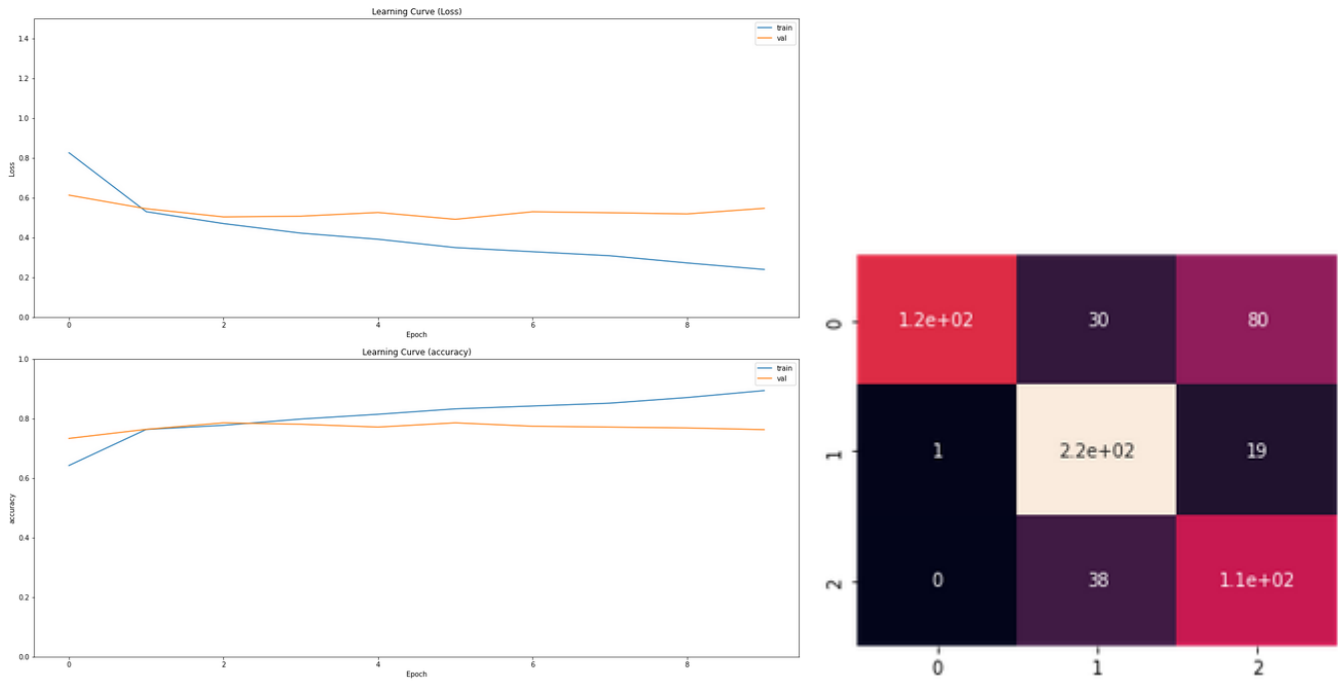 Learning Curve (Loss)
train
val
1.4
1.2
1.0
0.8
0.6
0.4
0.2
0.0
Loss
0 2 4 6 8
Epoch
Learning Curve (accuracy)
train
val
1.0
0.8
0.6
0.4
0.2
0.0
accuracy
0 2 4 6 8
Epoch
0 1.2e+02 30 80
1 1 2.2e+02 19
2 0 38 1.1e+02
0 1 2